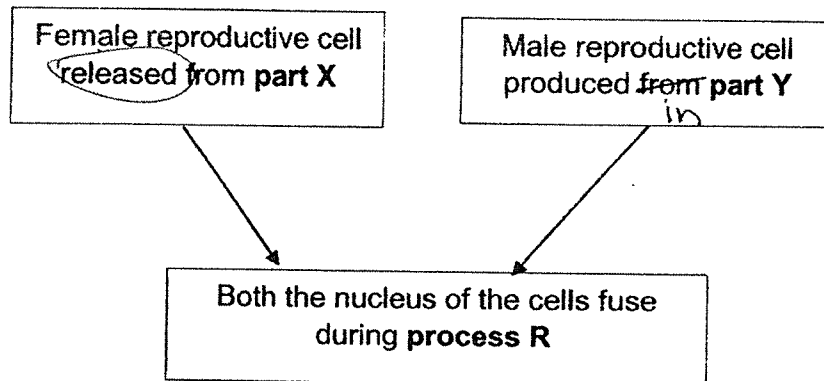 Female reproductive cell
released from part X
Male reproductive cell
produced from part Y
in
Both the nucleus of the cells fuse
during process R